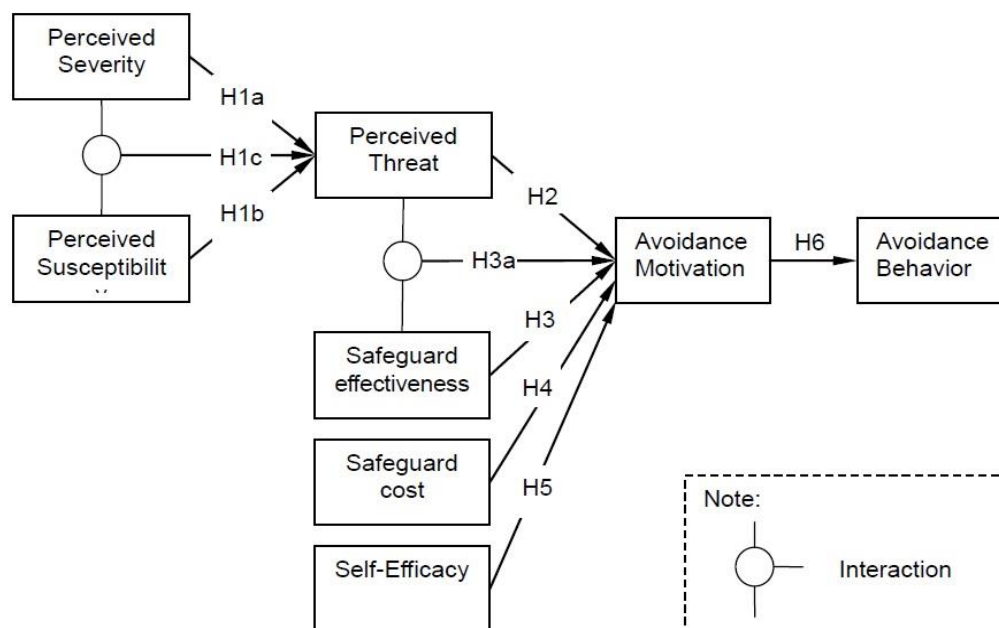 Perceived
Severity
H1a
H1c
H1b
Perceived
Susceptibilit
y
Perceived
Threat
H2
H3a
H3
H4
H5
Safeguard
effectiveness
Safeguard
cost
Self-Efficacy
Avoidance
Motivation
H6
Avoidance
Behavior
Note:
Interaction